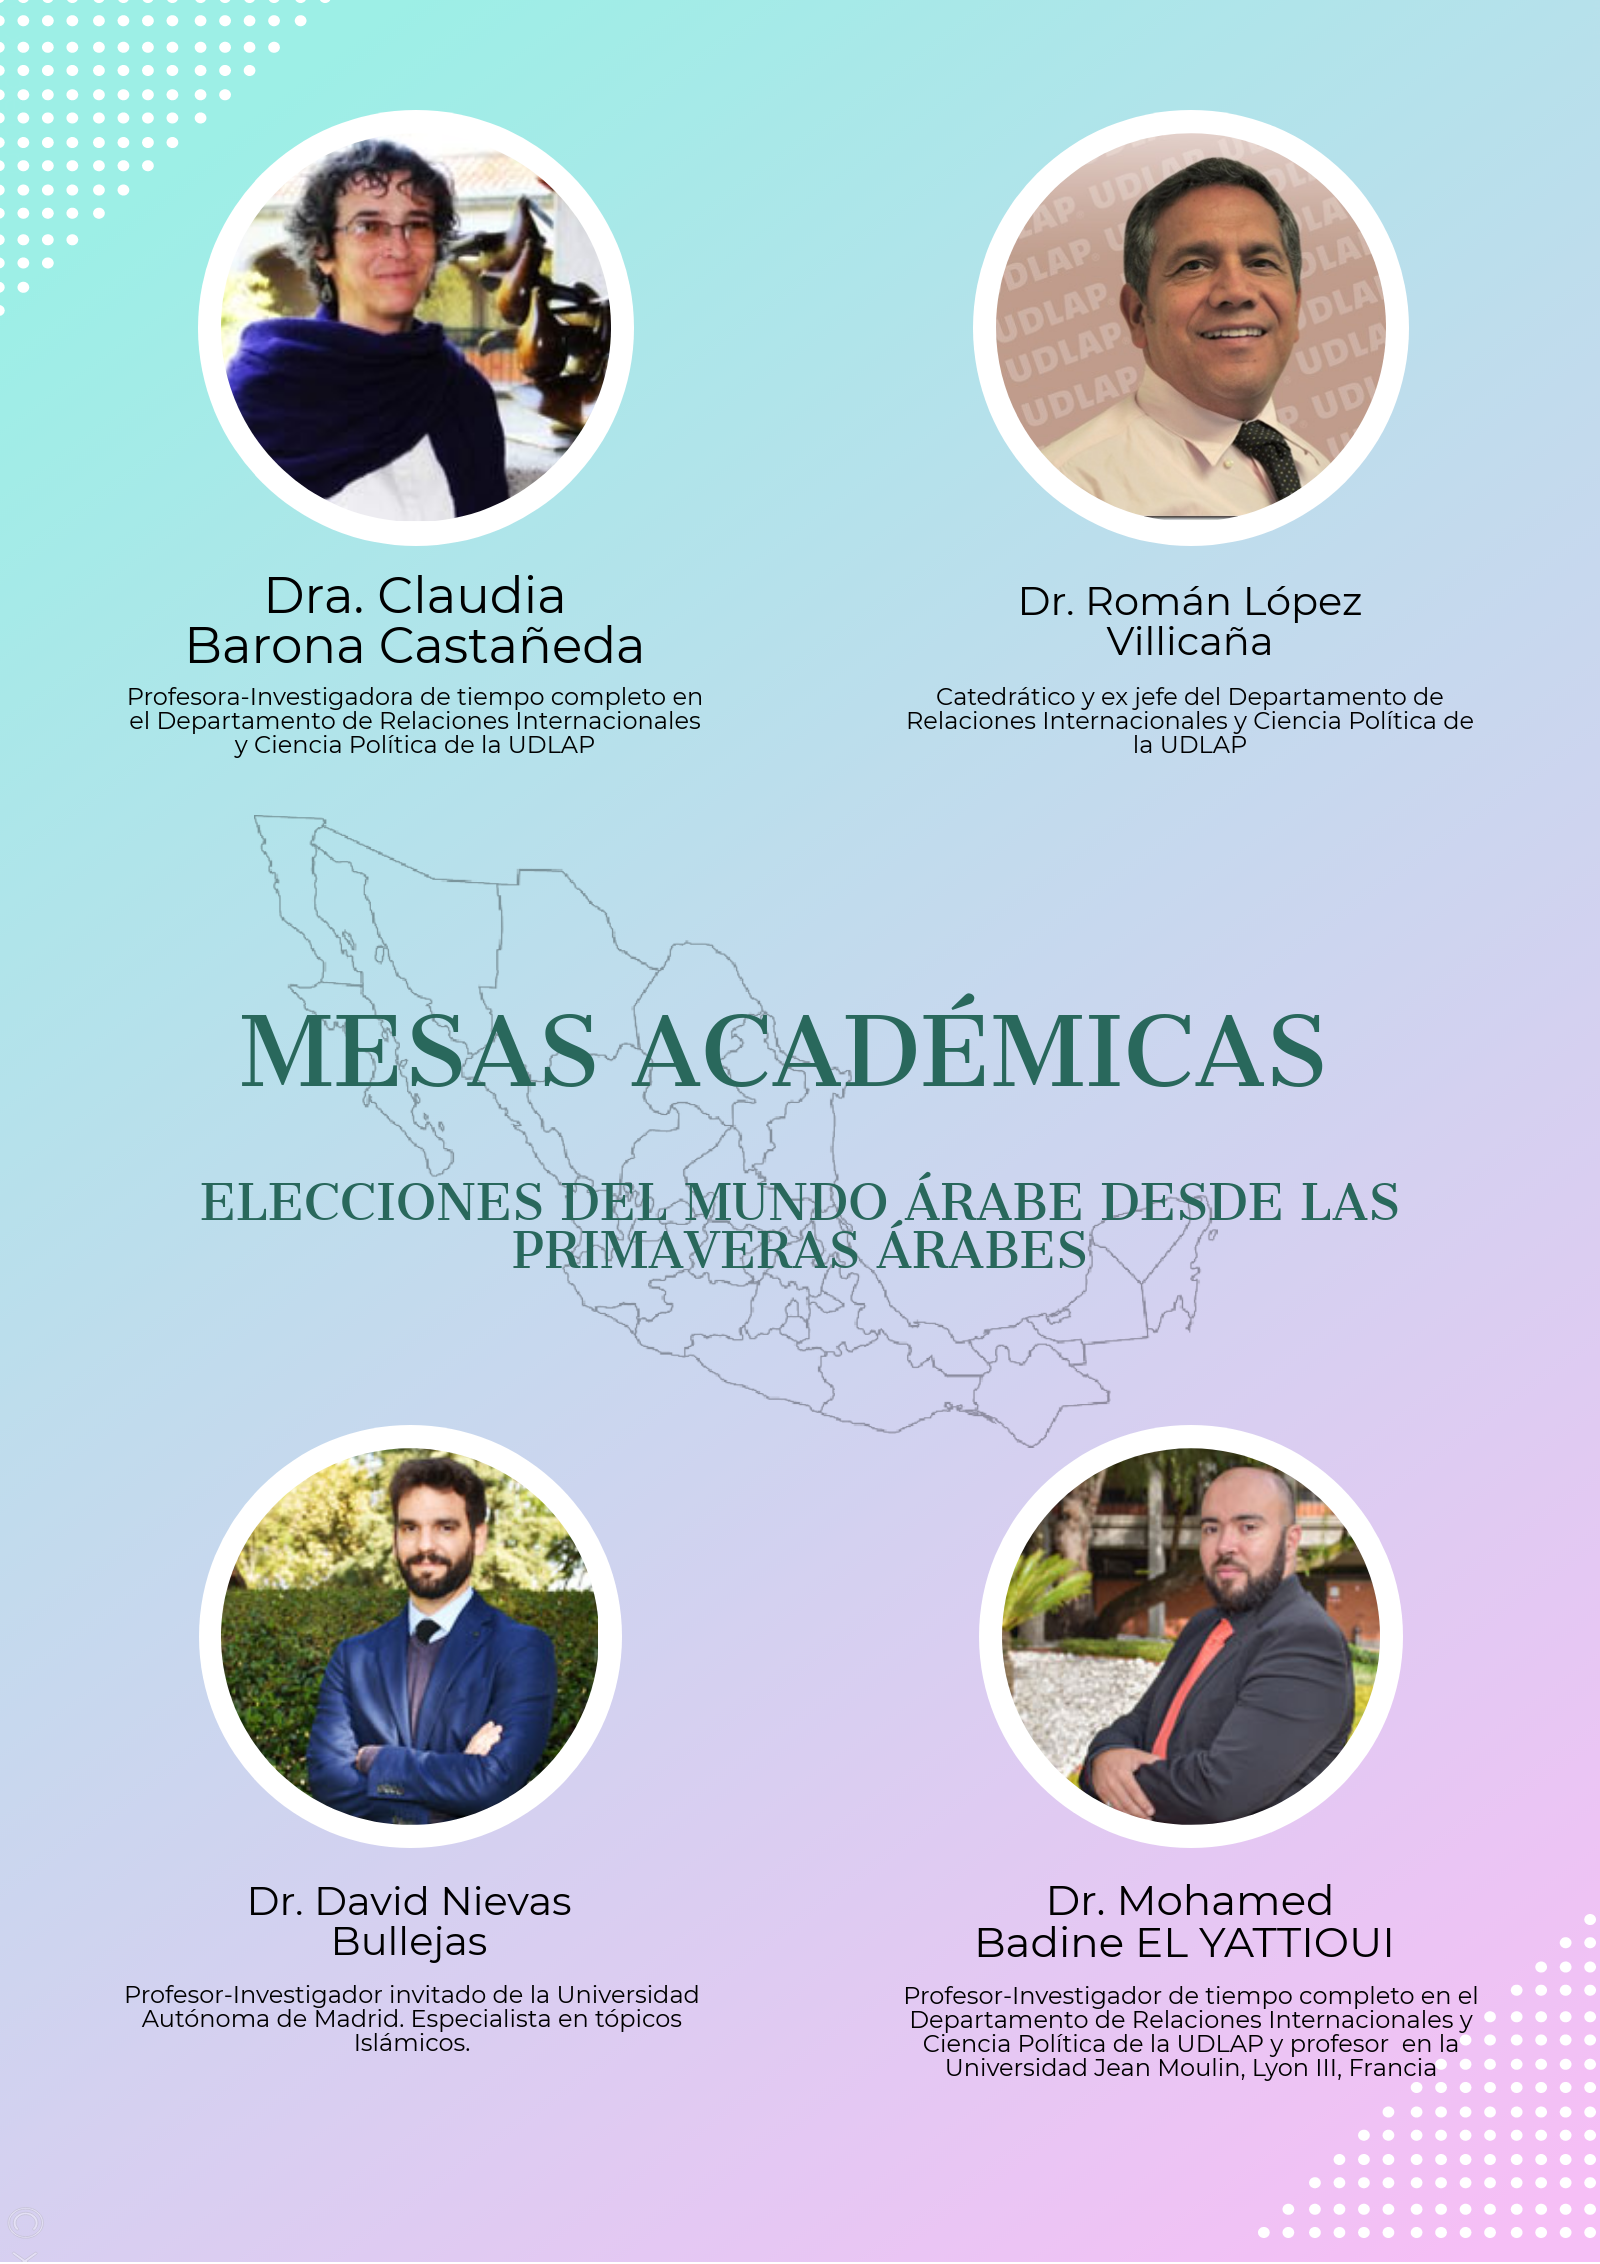 UDLAP
Dra. Claudia
Barona Castañeda
Profesora-Investigadora de tiempo completo en
el Departamento de Relaciones Internacionales
y Ciencia Política de la UDLAP
Dr. Román López
Villicaña
Catedrático y ex jefe del Departamento de
Relaciones Internacionales y Ciencia Política de
la UDLAP
MESAS ACADÉMICAS
ELECCIONES DEL MUNDO ÁRABE DESDE LAS
PRIMAVERAS ÁRABES
Dr. David Nievas
Bullejas
Profesor-Investigador invitado de la Universidad
Autónoma de Madrid. Especialista en tópicos
Islámicos.
Dr. Mohamed
Badine EL YATTIOUI
Profesor-Investigador de tiempo completo en el
Departamento de Relaciones Internacionales y
Ciencia Política de la UDLAP y profesor  en la
Universidad Jean Moulin, Lyon III, Francia